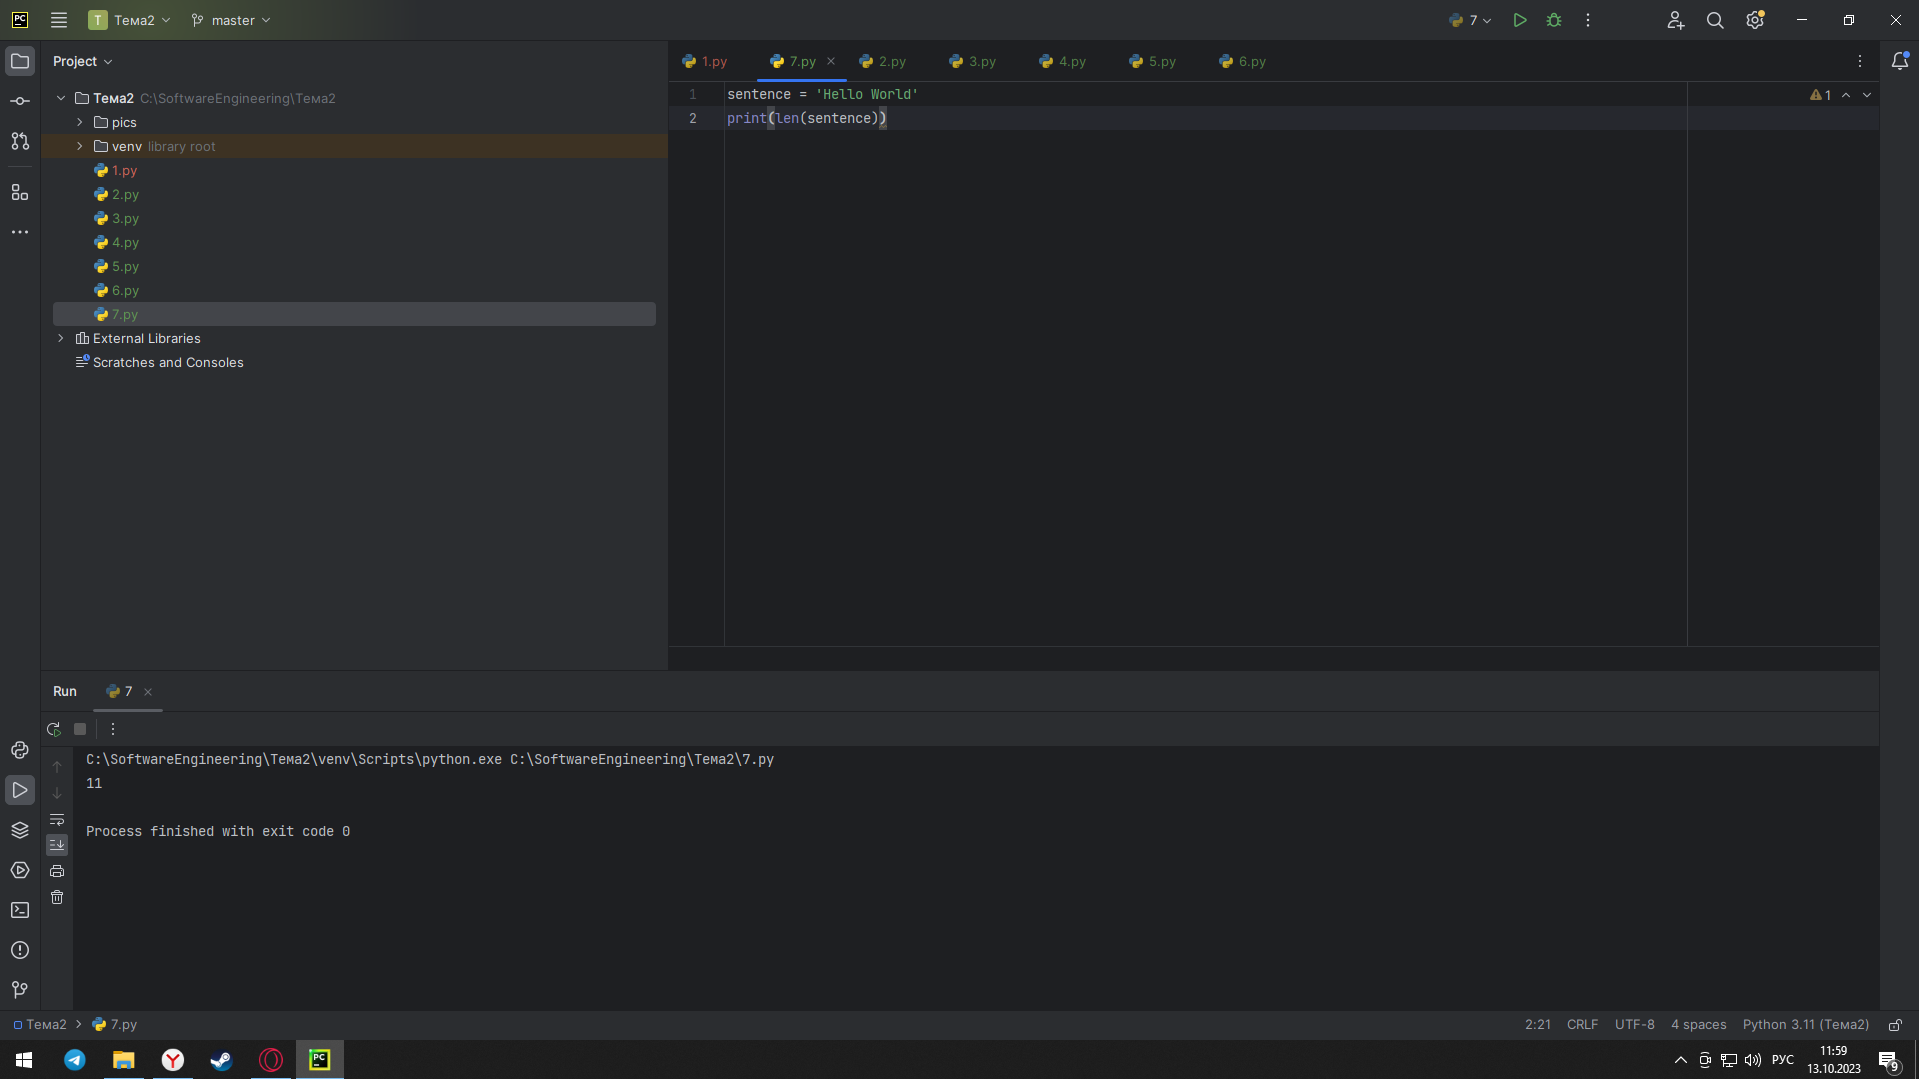 PC T Тема2 master 7
Project
1.py 7.py 2.py 3.py 4.py 5.py 6.py
Тема2 C:\SoftwareEngineering\Тема2
pics
venv library root
1.py
2.py
3.py
4.py
5.py
6.py
7.py
External Libraries
Scratches and Consoles
1 sentence = 'Hello World' 1
2 print(len(sentence))
Run 7
C:\SoftwareEngineering\Тема2\venv\Scripts\python.exe C:\SoftwareEngineering\Тема2\7.py
11
Process finished with exit code 0
Тема2 7.py 2:21 CRLF UTF-8 4 spaces Python 3.11 (Тема2)
PC РУС 11:59
13.10.2023 9